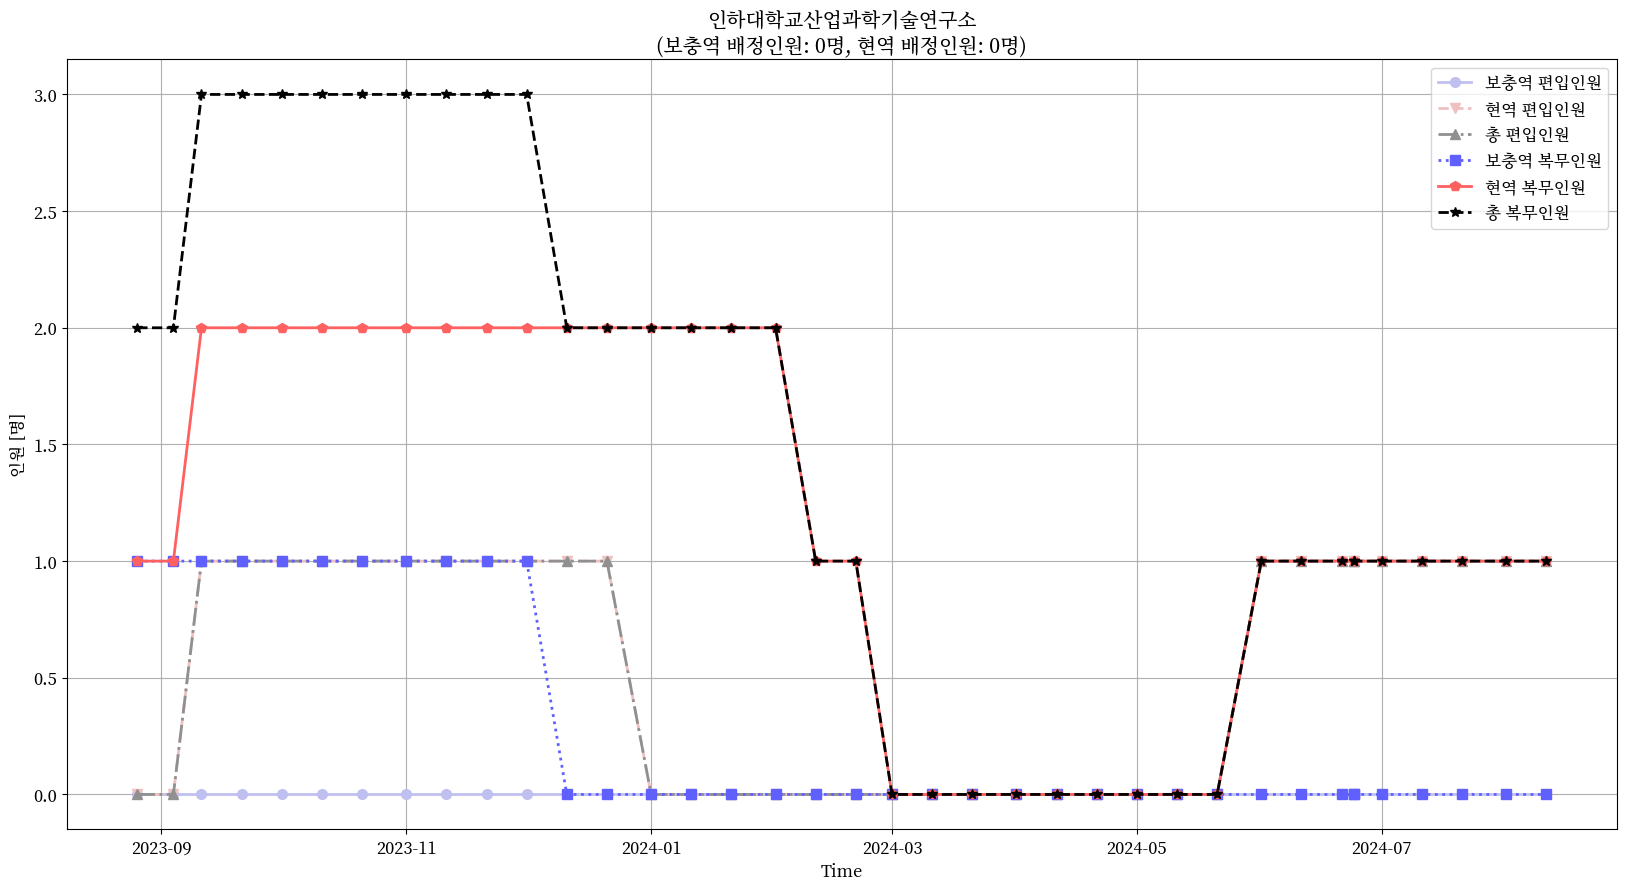 인하대학교산업과학기술연구소
(보충역 배정인원: 0명, 현역 배정인원: 0명)
보충역 편입인원
현역 편입인원
총 편입인원
보충역 복무인원
현역 복무인원
총 복무인원
인원 [명]
3.0
2.5
2.0
1.5
1.0
0.5
0.0
2023-09
2023-11
2024-01
2024-03
2024-05
2024-07
Time